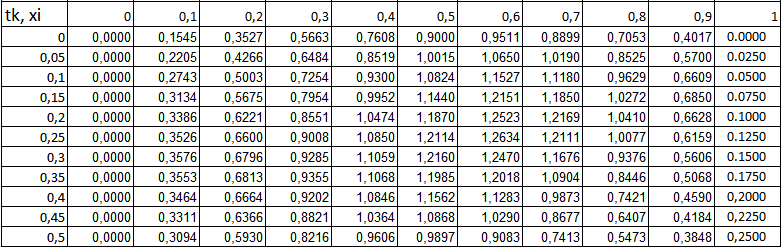 tk, xi 0 0,1 0,2 0,3 0,4 0,5 0,6 0,7 0,8 0,9 1
0 0,0000 0,1545 0,3527 0,5663 0,7608 0,9000 0,9511 0,8899 0,7053 0,4017 0.0000
0,05 0,0000 0,2205 0,4266 0,6484 0,8519 1,0015 1,0650 1,0190 0,8525 0,5700 0.0250
0,1 0,0000 0,2743 0,5003 0,7254 0,9300 1,0824 1,1527 1,1180 0,9629 0,6609 0.0500
0,15 0,0000 0,3134 0,5675 0,7954 0,9952 1,1440 1,2151 1,1850 1,0272 0,6850 0.0750
0,2 0,0000 0,3386 0,6221 0,8551 1,0474 1,1870 1,2523 1,2169 1,0410 0,6628 0.1000
0,25 0,0000 0,3526 0,6600 0,9008 1,0850 1,2114 1,2634 1,2111 1,0077 0,6159 0.1250
0,3 0,0000 0,3576 0,6796 0,9285 1,1059 1,2160 1,2470 1,1676 0,9376 0,5606 0.1500
0,35 0,0000 0,3553 0,6813 0,9355 1,1068 1,1985 1,2018 1,0904 0,8446 0,5068 0.1750
0,4 0,0000 0,3464 0,6664 0,9202 1,0846 1,1562 1,1283 0,9873 0,7421 0,4590 0,2000
0,45 0,0000 0,3311 0,6366 0,8821 1,0364 1,0868 1,0290 0,8677 0,6407 0,4184 0,2250
0,5 0,0000 0,3094 0,5930 0,8216 0,9606 0,9897 0,9083 0,7413 0,5473 0,3848 0,2500